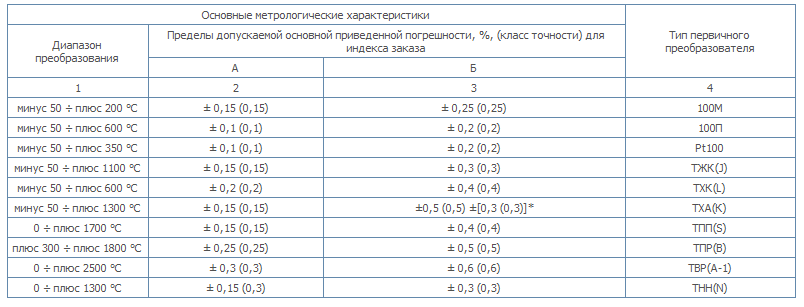 Основные метрологические характеристики
Диапазон
преобразования
Пределы допускаемой основной приведенной погрешности, %, (класс точности) для
индекса заказа
Тип первичного
преобразователя
А Б
1 2 3 4
минус 50 ÷ плюс 200 °С ± 0,15 (0,15) ± 0,25 (0,25) 100М
минус 50 ÷ плюс 600 °С ± 0,1 (0,1) ± 0,2 (0,2) 100П
минус 50 ÷ плюс 350 °С ± 0,1 (0,1) ± 0,2 (0,2) Pt100
минус 50 ÷ плюс 1100 °С ± 0,15 (0,15) ± 0,3 (0,3) ТЖК(J)
минус 50 ÷ плюс 600 °С ± 0,2 (0,2) ± 0,4 (0,4) ТХК(L)
минус 50 ÷ плюс 1300 °С ± 0,15 (0,15) ±0,5 (0,5) ±[0,3 (0,3)]* ТХА(K)
0 ÷ плюс 1700 °С ± 0,15 (0,15) ± 0,4 (0,4) ТПП(S)
плюс 300 ÷ плюс 1800 °С ± 0,25 (0,25) ± 0,5 (0,5) ТПР(B)
0 ÷ плюс 2500 °С ± 0,3 (0,3) ± 0,6 (0,6) ТВР(А-1)
0 ÷ плюс 1300 °С ± 0,15 (0,3) ± 0,3 (0,3) ТНН(N)